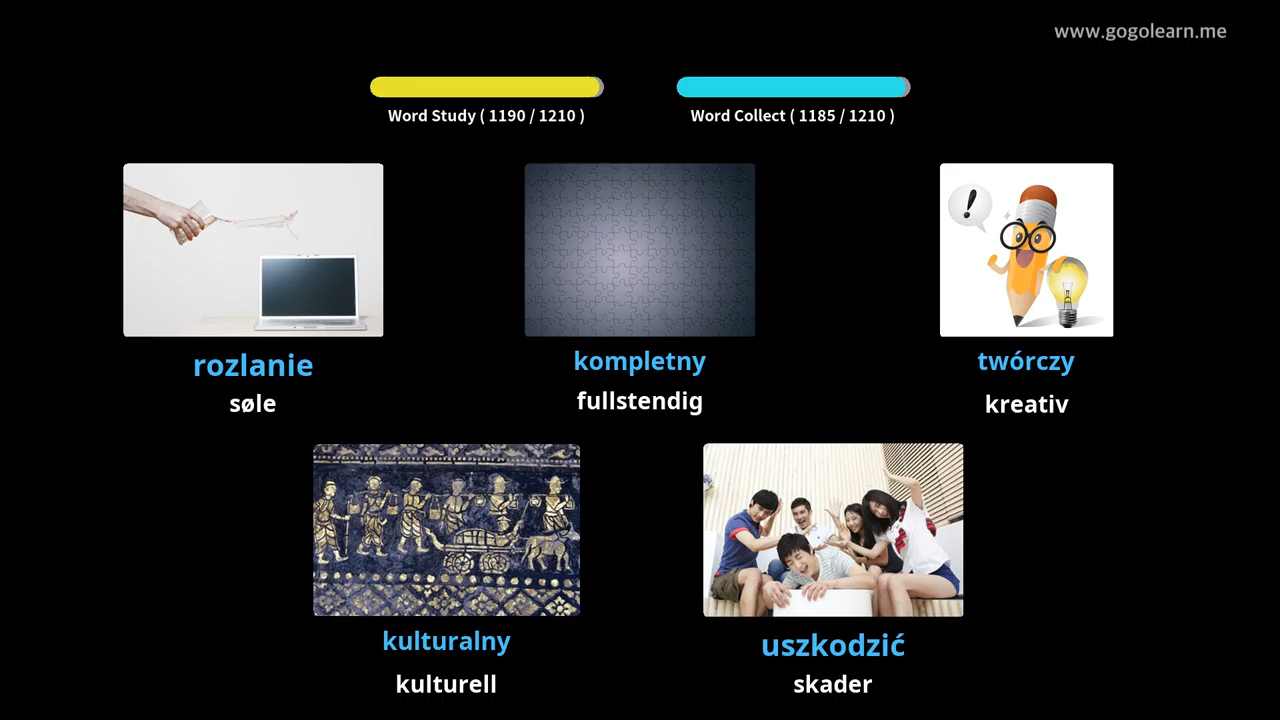 www.gogolearn.me
Word Study ( 1190 / 1210 )
Word Collect ( 1185 / 1210 )
rozlanie
søle
kompletny
fullstendig
twórczy
kreativ
kulturalny
kulturell
uszkodzić
skader